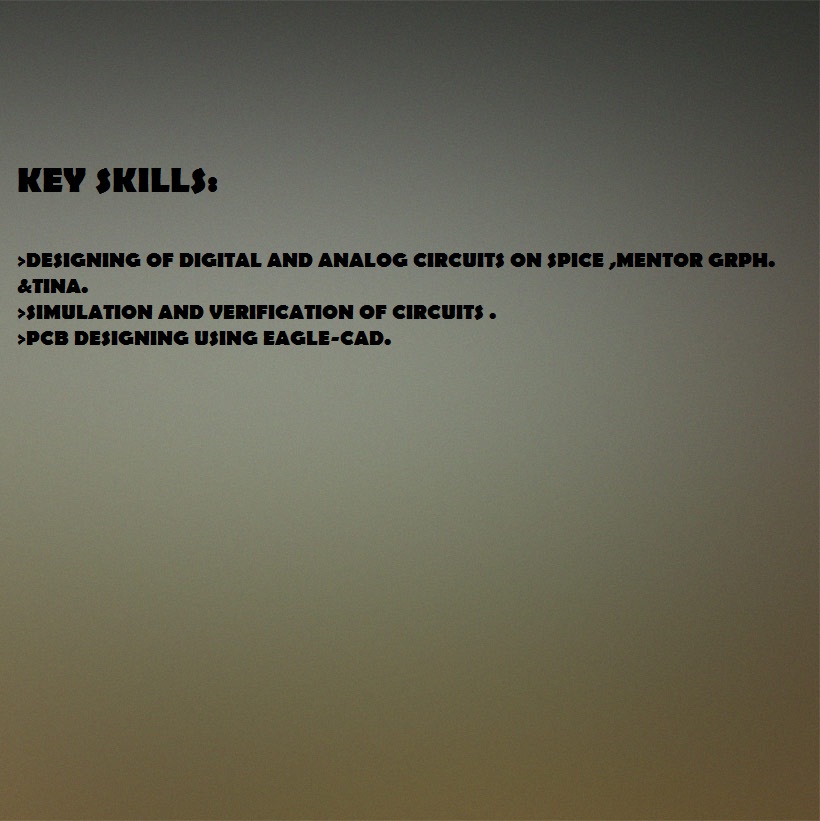 KEY SKILLS:
>DESIGNING OF DIGITAL AND ANALOG CIRCUITS ON SPICE ,MENTOR GRPH.
&TINA.
>SIMULATION AND VERIFICATION OF CIRCUITS .
>PCB DESIGNING USING EAGLE-CAD.